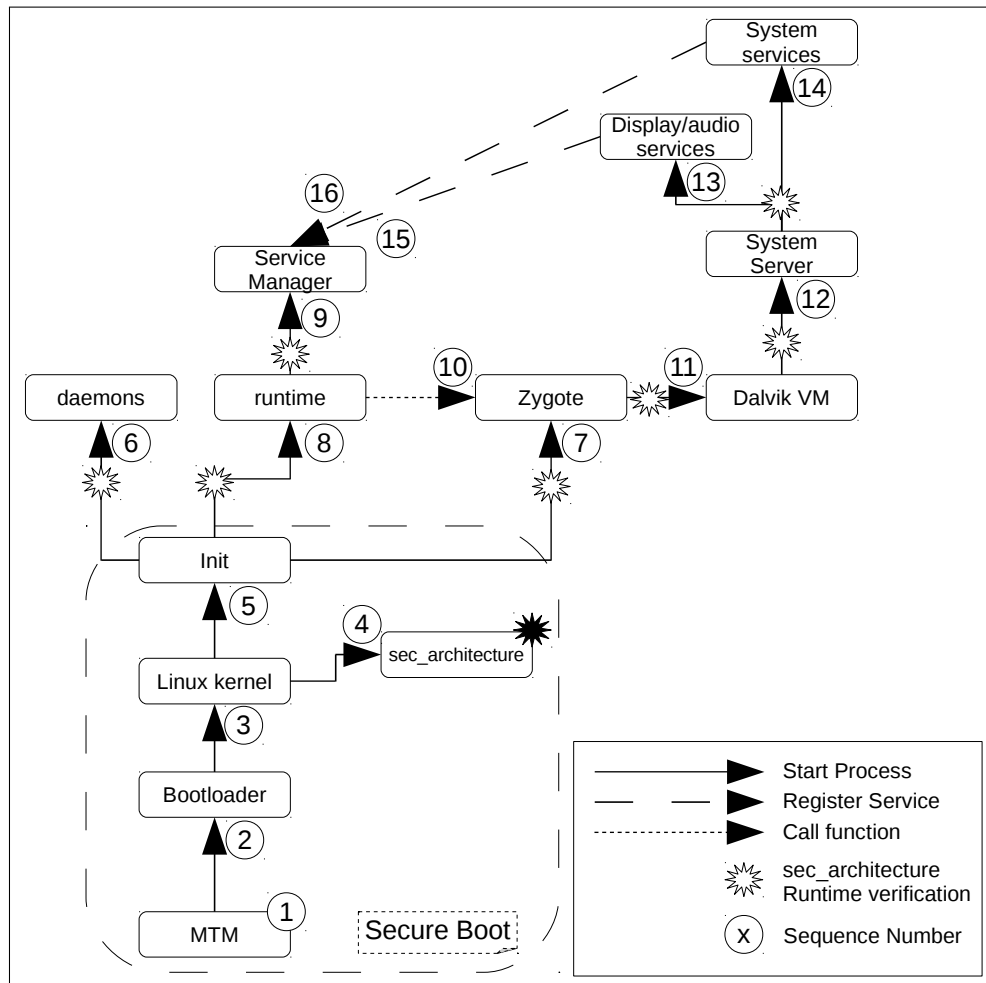 System
services
14
Display/audio
services
13
16
15
Service
Manager
System
Server
9
12
10
11
daemons
runtime
Zygote
Dalvik VM
6
8
7
Init
5
4
sec_architecture
Linux kernel
3
Bootloader
2
1
MTM
Secure Boot
Start Process
Register Service
Call function
sec_architecture
Runtime verification
x
Sequence Number